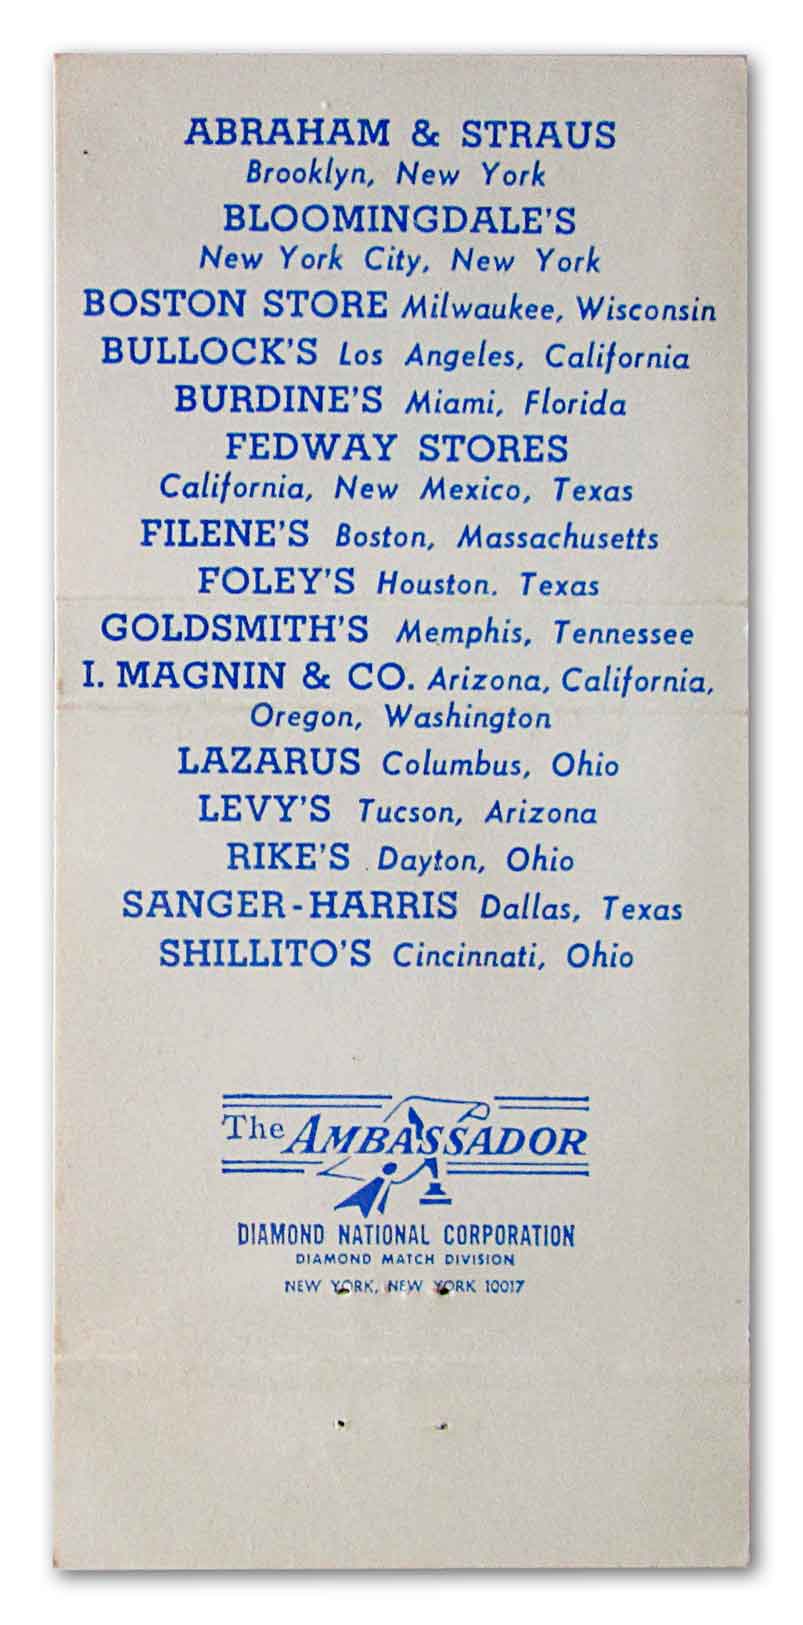 ABRAHAM & STRAUS
Brooklyn, New York
BLOOMINGDALE'S
New York City, New York
BOSTON STORE Milwaukee, Wisconsin
BULLOCK'S Los Angeles, California
BURDINE'S Miami, Florida
FEDWAY STORES
California, New Mexico, Texas
FILENE'S Boston, Massachusetts
FOLEY'S Houston. Texas
GOLDSMITH'S Memphis, Tennessee
I. MAGNIN & CO. Arizona, California,
Oregon, Washington
LAZARUS Columbus, Ohio
LEVY'S Tucson, Arizona
RIKE'S Dayton, Ohio
SANGER-HARRIS Dallas, Texas
SHILLITO'S Cincinnati, Ohio
The AMBASSADOR
DIAMOND NATIONAL CORPORATION
DIAMOND MATCH DIVISION
NEW YORK, NEW YORK 10017